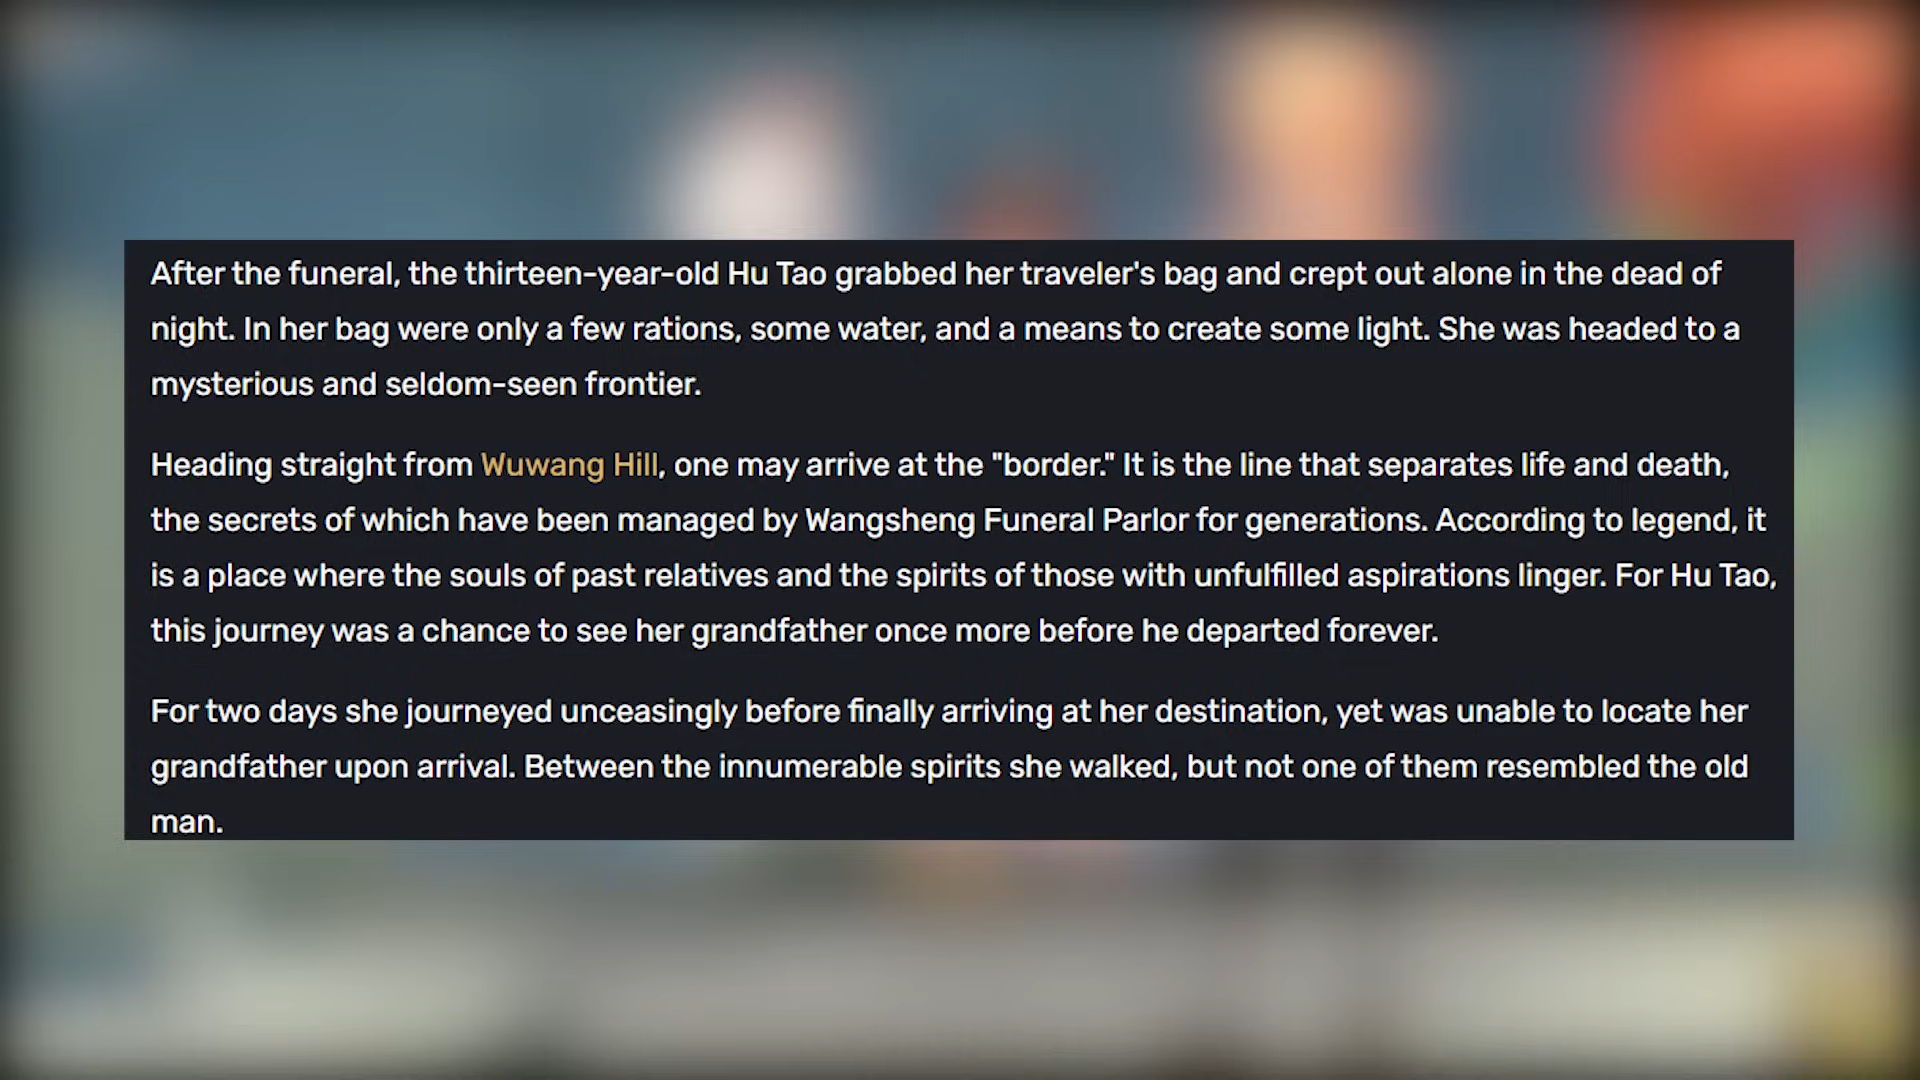 After the funeral, the thirteen-year-old Hu Tao grabbed her traveler's bag and crept out alone in the dead of
night. In her bag were only a few rations, some water, and a means to create some light. She was headed to a
mysterious and seldom-seen frontier.
Heading straight from Wuwang Hill, one may arrive at the "border." It is the line that separates life and death,
the secrets of which have been managed by Wangsheng Funeral Parlor for generations. According to legend, it
is a place where the souls of past relatives and the spirits of those with unfulfilled aspirations linger. For Hu Tao,
this journey was a chance to see her grandfather once more before he departed forever.
For two days she journeyed unceasingly before finally arriving at her destination, yet was unable to locate her
grandfather upon arrival. Between the innumerable spirits she walked, but not one of them resembled the old
man.